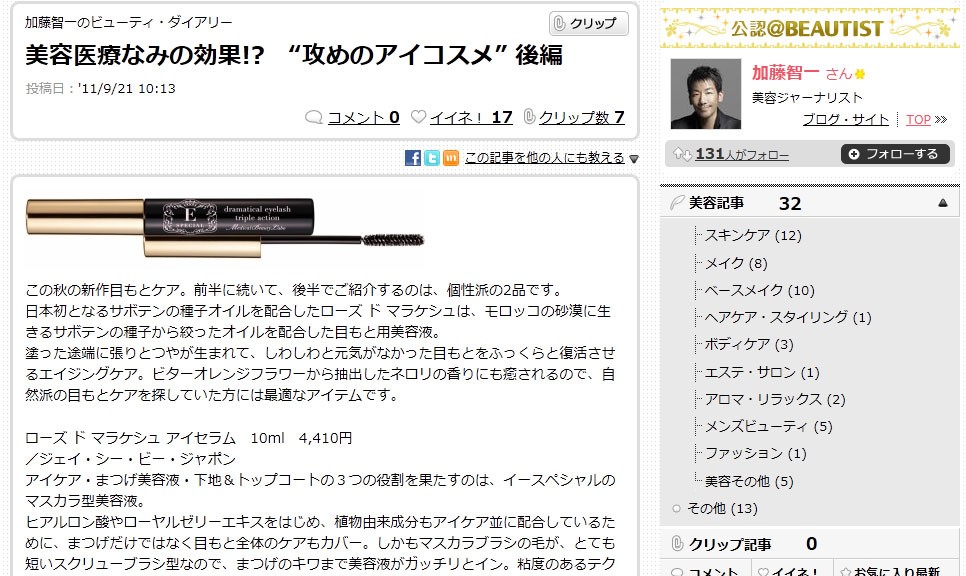 加藤智一のビューティ・ダイアリー
クリップ
美容医療なみの効果!? “攻めのアイコスメ” 後編
投稿日：'11/9/21 10:13
コメント 0 イイネ！ 17 クリップ数 7
この記事を他の人にも教える
E SPECIAL
dramatical eyelash
triple action
Medical Beauty Labo
この秋の新作目もとケア。前半に続いて、後半でご紹介するのは、個性派の2品です。
日本初となるサボテンの種子オイルを配合したローズ ド マラケシュは、モロッコの砂漠に生
きるサボテンの種子から絞ったオイルを配合した目もと用美容液。
塗った途端に張りとつやが生まれて、しわしわと元気がなかった目もとをふっくらと復活させ
るエイジングケア。ビターオレンジフラワーから抽出したネロリの香りにも癒されるので、自
然派の目もとケアを探していた方には最適なアイテムです。
ローズ ド マラケシュ アイセラム　10ml　4,410円
／ジェイ・シー・ビー・ジャポン
アイケア・まつげ美容液・下地＆トップコートの３つの役割を果たすのは、イースペシャルの
マスカラ型美容液。
ヒアルロン酸やローヤルゼリーエキスをはじめ、植物由来成分もアイケア並に配合しているた
めに、まつげだけではなく目もと全体のケアもカバー。しかもマスカラブラシの毛が、とても
短いスクリューブラシ型なので、まつげのキワまで美容液がガッチリとイン。粘度のあるテク
公認@BEAUTIST
加藤智一 さん
美容ジャーナリスト
ブログ・サイト TOP
131人がフォロー フォローする
美容記事 32
スキンケア (12)
メイク (8)
ベースメイク (10)
ヘアケア・スタイリング (1)
ボディケア (3)
エステ・サロン (1)
アロマ・リラックス (2)
メンズビューティ (5)
ファッション (1)
美容その他 (5)
その他 (13)
クリップ記事 0
コメント イイネ！ お気に入り最新